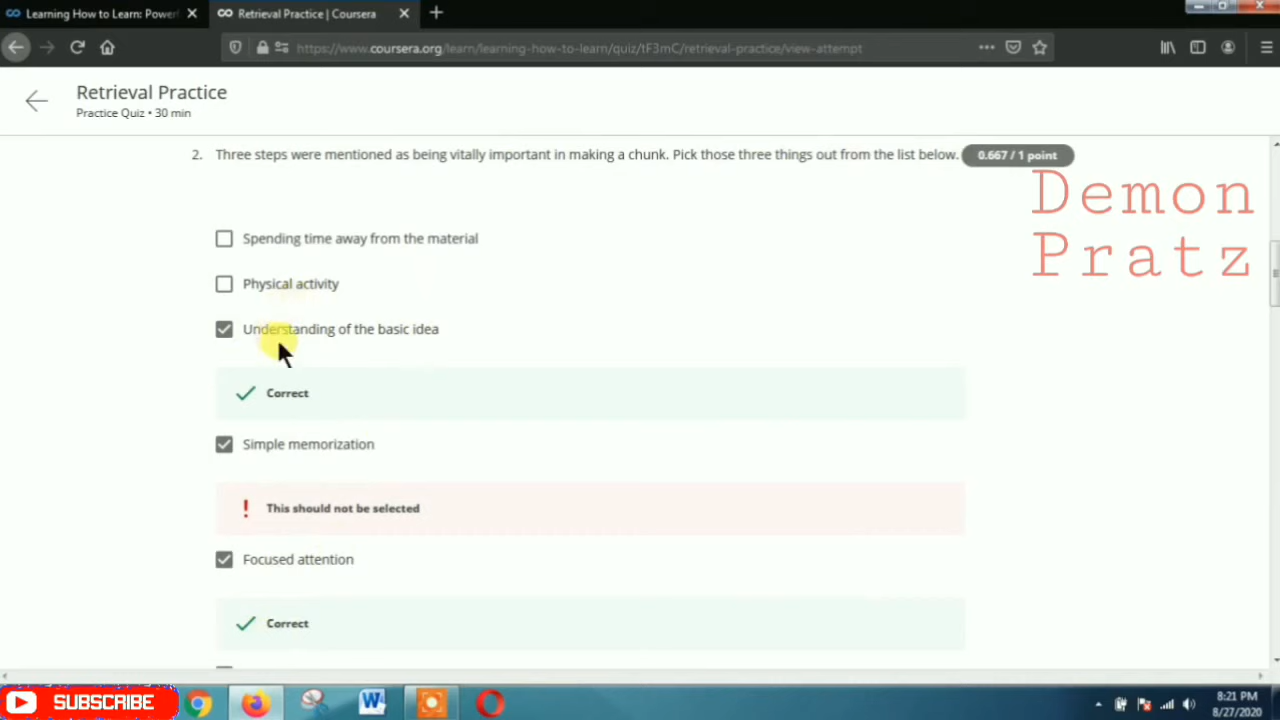 Learning How to Learn: Powerf
Retrieval Practice | Coursera
https://www.coursera.org/learn/learning-how-to-learn/quiz/tF3mC/retrieval-practice/view-attempt
Retrieval Practice
Practice Quiz • 30 min
2. Three steps were mentioned as being vitally important in making a chunk. Pick those three things out from the list below.
0.667 / 1 point
Demon
Pratz
Spending time away from the material
Physical activity
Understanding of the basic idea
Correct
Simple memorization
This should not be selected
Focused attention
Correct
SUBSCRIBE
8:21 PM
8/27/2020